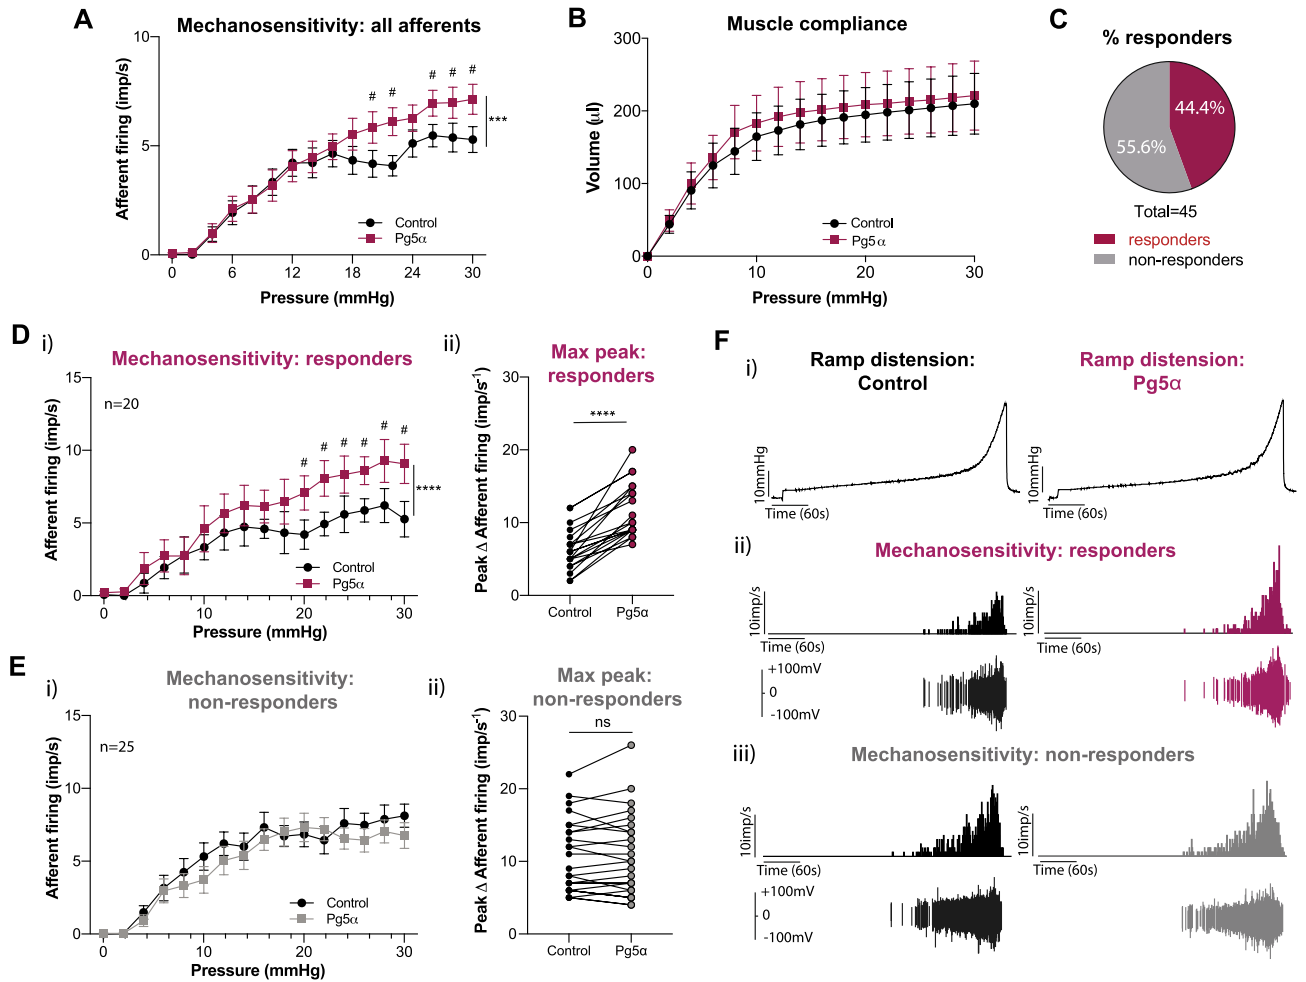 A
Mechanosensitivity: all afferents
Afferent firing (imp/s)
10
5
0
# # # # #
***
Control
Pg5α
0 6 12 18 24 30
Pressure (mmHg)
B
Muscle compliance
Volume (µl)
300
200
100
0
Control
Pg5α
0 10 20 30
Pressure (mmHg)
C
% responders
44.4%
55.6%
Total=45
responders
non-responders
D
i)
Mechanosensitivity: responders
Afferent firing (imp/s)
15
10
5
0
n=20
# # # # # #
****
Control
Pg5α
0 10 20 30
Pressure (mmHg)
ii)
Max peak:
responders
Peak Δ Afferent firing (imp/s⁻¹)
30
20
10
0
****
Control Pg5α
E
i)
Mechanosensitivity:
non-responders
Afferent firing (imp/s)
15
10
5
0
n=25
Control
Pg5α
0 10 20 30
Pressure (mmHg)
ii)
Max peak:
non-responders
Peak Δ Afferent firing (imp/s⁻¹)
30
20
10
0
ns
Control Pg5α
F
i)
Ramp distension:
Control
Ramp distension:
Pg5α
10mmHg
Time (60s)
10mmHg
Time (60s)
ii)
Mechanosensitivity: responders
10imp/s
Time (60s)
10imp/s
Time (60s)
+100mV
0
-100mV
iii)
Mechanosensitivity: non-responders
10imp/s
Time (60s)
10imp/s
Time (60s)
+100mV
0
-100mV